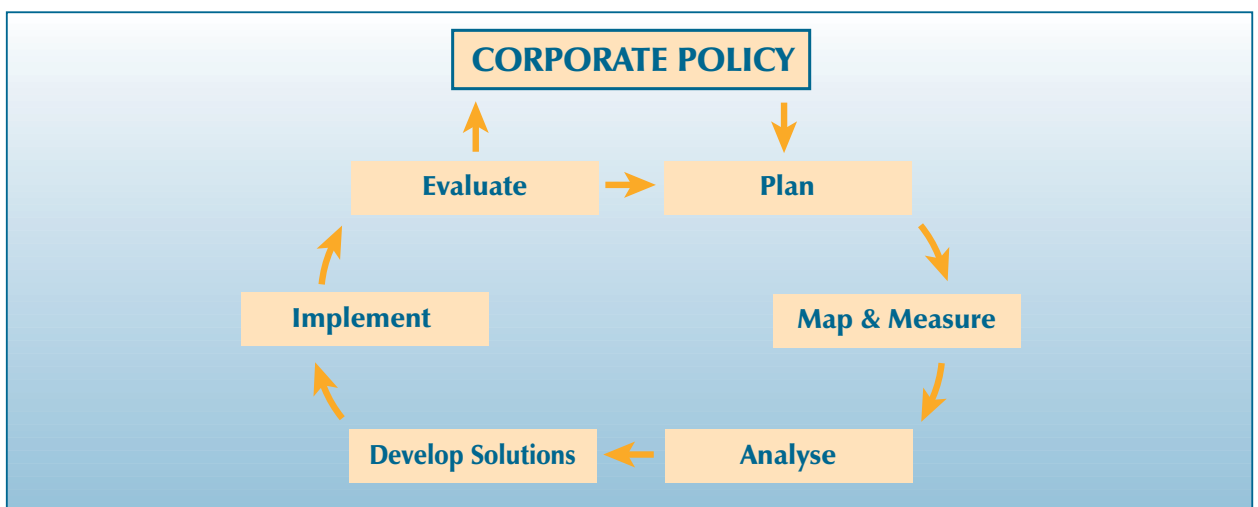 CORPORATE POLICY
Evaluate
Plan
Implement
Map & Measure
Develop Solutions
Analyse